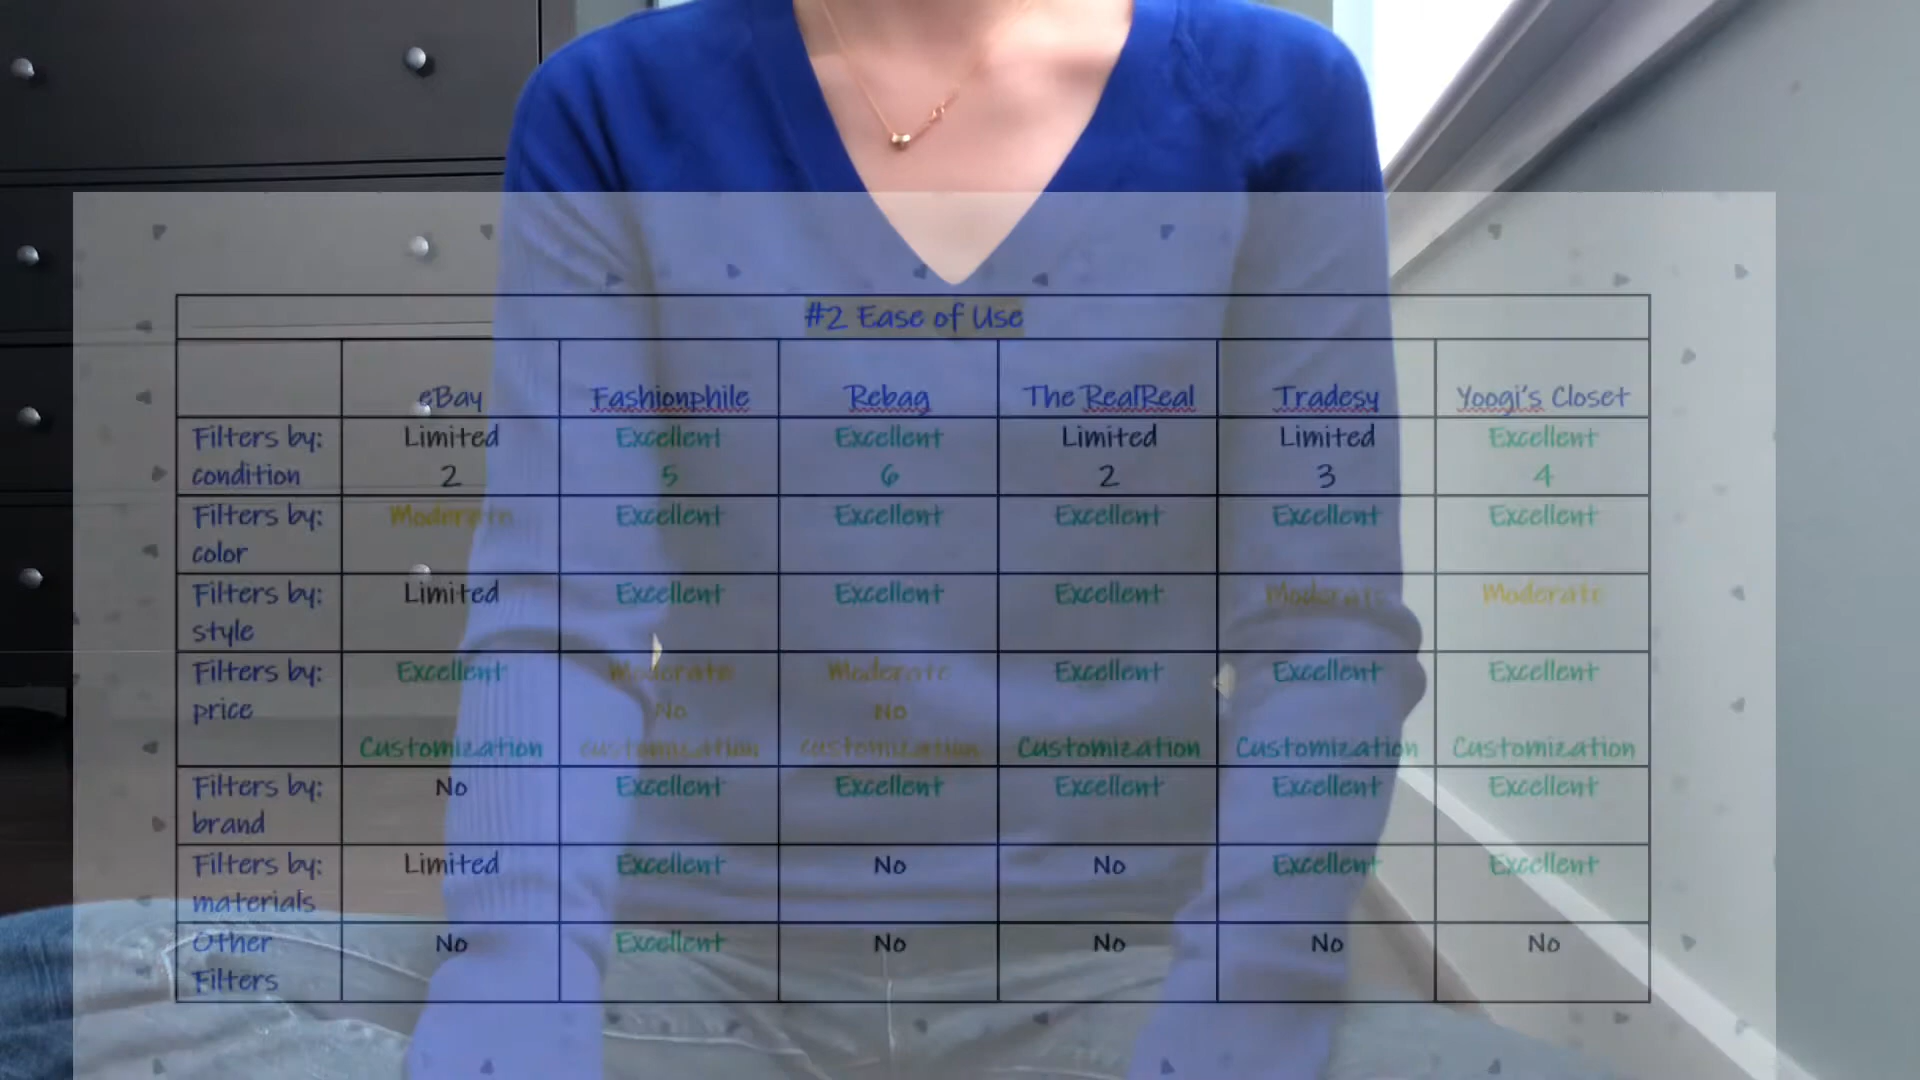 #2 Ease of Use
eBay Fashionphile Rebag The RealReal Tradesy Yoogi's Closet
Filters by: Limited Excellent Excellent Limited Limited Excellent
condition 2 5 6 2 3 4
Filters by: Moderate Excellent Excellent Excellent Excellent Excellent
color
Filters by: Limited Excellent Excellent Excellent Moderate Moderate
style
Filters by: Excellent Moderate Moderate Excellent Excellent Excellent
price No No
Customization customization customization Customization Customization Customization
Filters by: No Excellent Excellent Excellent Excellent Excellent
brand
Filters by: Limited Excellent No No Excellent Excellent
materials
Other No Excellent No No No No
Filters